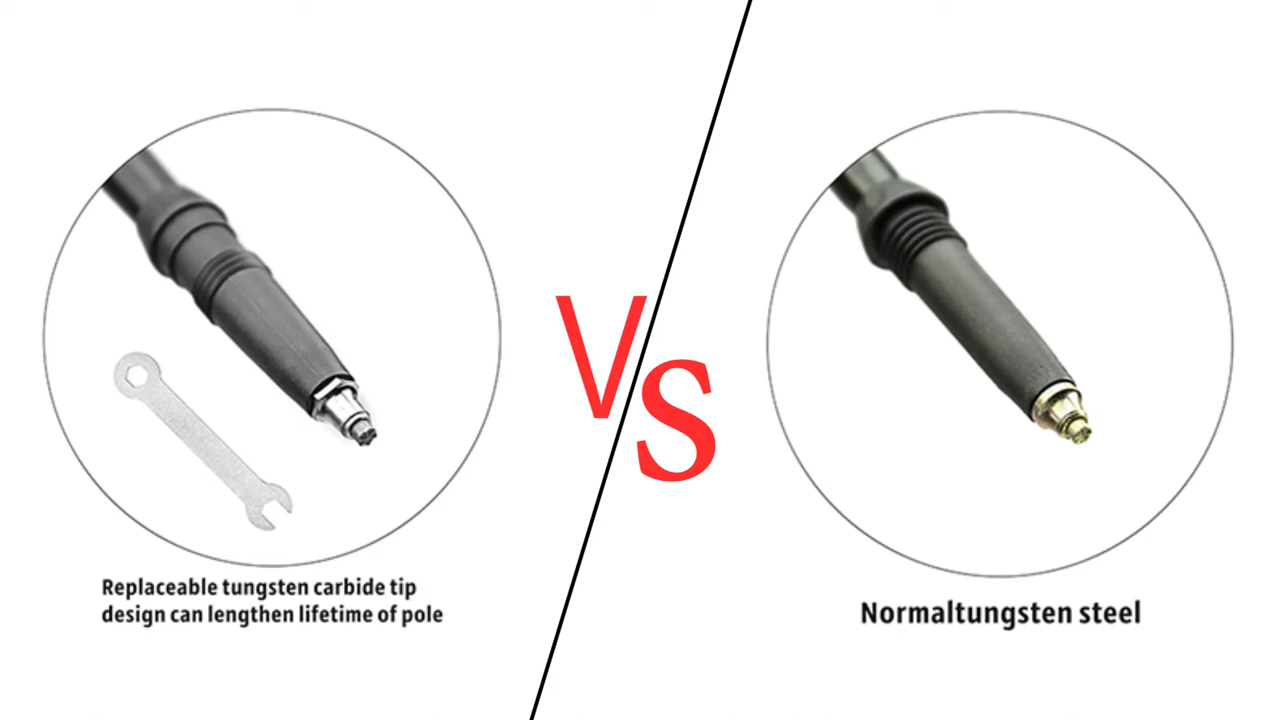 VS
Replaceable tungsten carbide tip
design can lengthen lifetime of pole
Normaltungsten steel